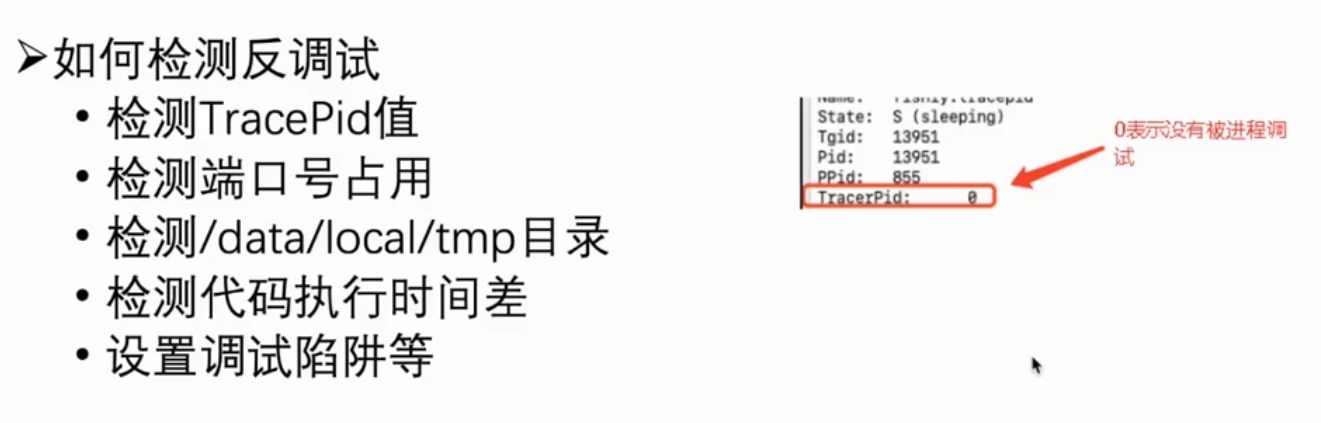 ➢如何检测反调试
• 检测TracePid值
• 检测端口号占用
• 检测/data/local/tmp目录
• 检测代码执行时间差
• 设置调试陷阱等
Name: fishly.tracepid
State: S (sleeping)
Tgid: 13951
Pid: 13951
PPid: 855
TracerPid: 0
0表示没有被进程调
试